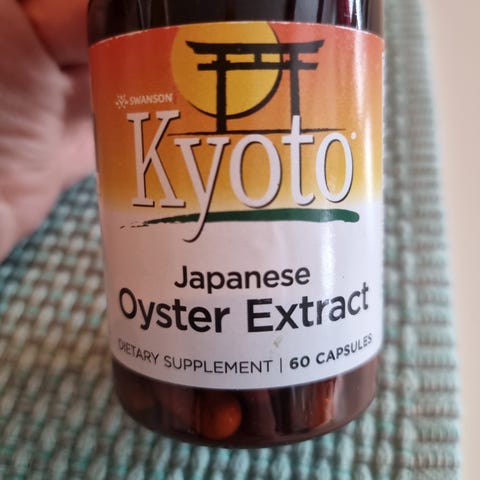 SWANSON
Kyoto
Japanese
Oyster Extract
DIETARY SUPPLEMENT | 60 CAPSULES